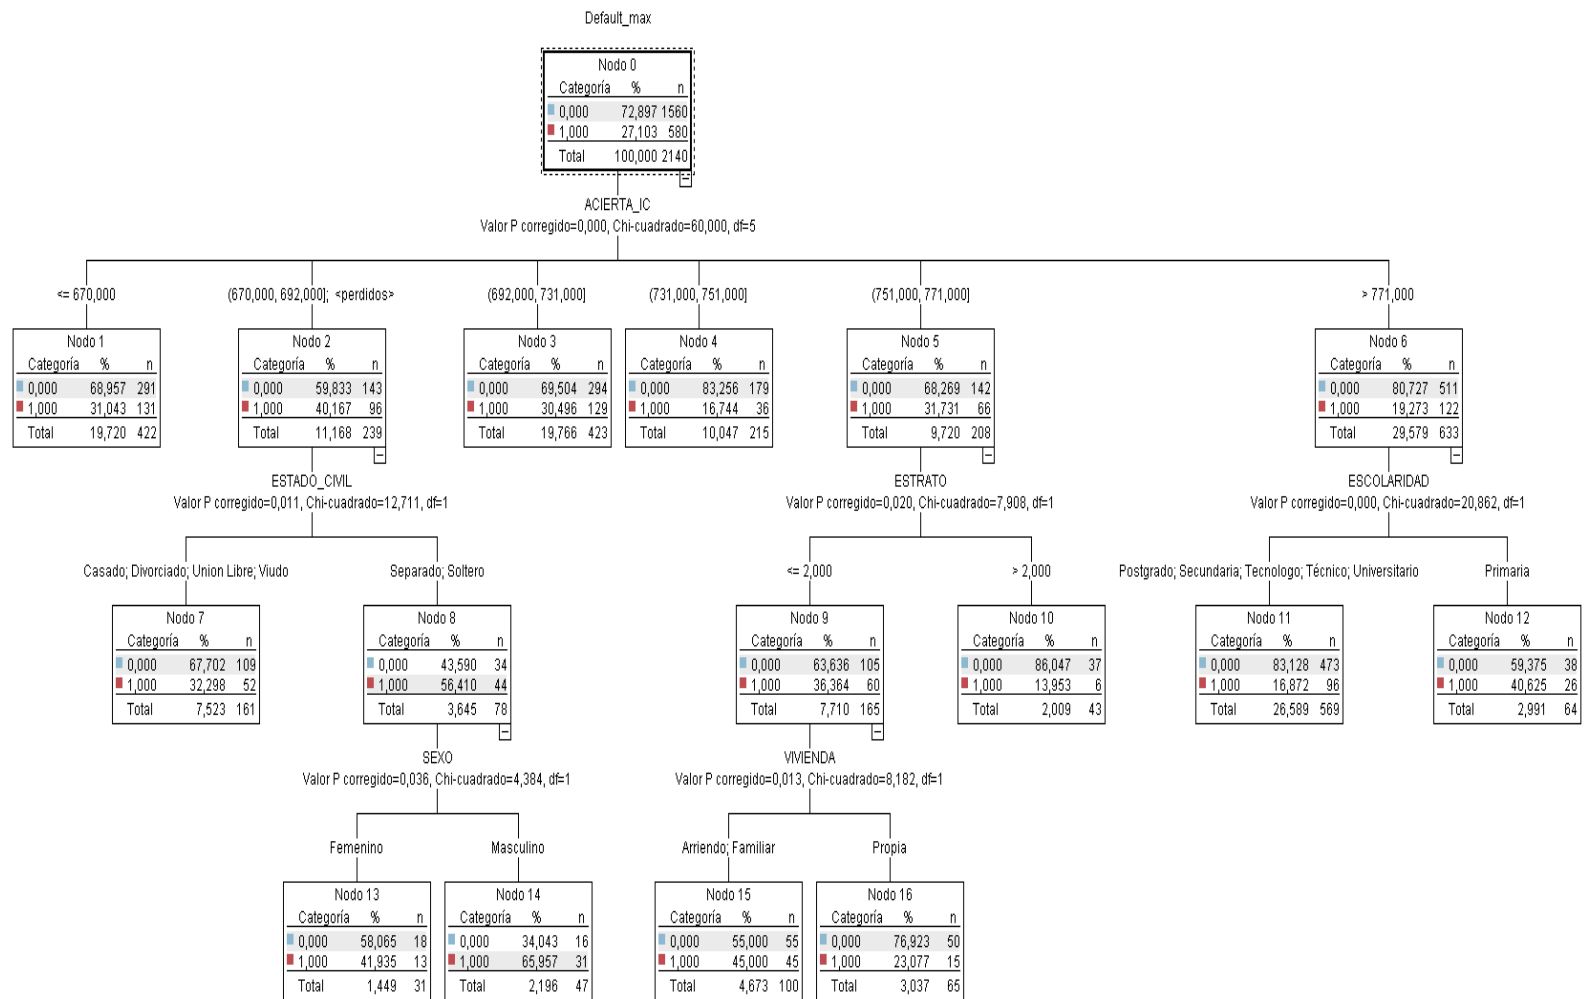 Default_max
Nodo 0
Categoría % n
0,000 72,897 1560
1,000 27,103 580
Total 100,000 2140
ACIERTA_IC
Valor P corregido=0,000, Chi-cuadrado=60,000, df=5
<= 670,000
(670,000, 692,000]; <perdidos>
(692,000, 731,000]
(731,000, 751,000]
(751,000, 771,000]
> 771,000
Nodo 1
Categoría % n
0,000 68,957 291
1,000 31,043 131
Total 19,720 422
Nodo 2
Categoría % n
0,000 59,833 143
1,000 40,167 96
Total 11,168 239
Nodo 3
Categoría % n
0,000 69,504 294
1,000 30,496 129
Total 19,766 423
Nodo 4
Categoría % n
0,000 83,256 179
1,000 16,744 36
Total 10,047 215
Nodo 5
Categoría % n
0,000 68,269 142
1,000 31,731 66
Total 9,720 208
Nodo 6
Categoría % n
0,000 80,727 511
1,000 19,273 122
Total 29,579 633
ESTADO_CIVIL
Valor P corregido=0,011, Chi-cuadrado=12,711, df=1
ESTRATO
Valor P corregido=0,020, Chi-cuadrado=7,908, df=1
ESCOLARIDAD
Valor P corregido=0,000, Chi-cuadrado=20,862, df=1
Casado; Divorciado; Union Libre; Viudo
Separado; Soltero
<= 2,000
> 2,000
Postgrado; Secundaria; Tecnologo; Técnico; Universitario
Primaria
Nodo 7
Categoría % n
0,000 67,702 109
1,000 32,298 52
Total 7,523 161
Nodo 8
Categoría % n
0,000 43,590 34
1,000 56,410 44
Total 3,645 78
Nodo 9
Categoría % n
0,000 63,636 105
1,000 36,364 60
Total 7,710 165
Nodo 10
Categoría % n
0,000 86,047 37
1,000 13,953 6
Total 2,009 43
Nodo 11
Categoría % n
0,000 83,128 473
1,000 16,872 96
Total 26,589 569
Nodo 12
Categoría % n
0,000 59,375 38
1,000 40,625 26
Total 2,991 64
SEXO
Valor P corregido=0,036, Chi-cuadrado=4,384, df=1
VIVIENDA
Valor P corregido=0,013, Chi-cuadrado=8,182, df=1
Femenino
Masculino
Arriendo; Familiar
Propia
Nodo 13
Categoría % n
0,000 58,065 18
1,000 41,935 13
Total 1,449 31
Nodo 14
Categoría % n
0,000 34,043 16
1,000 65,957 31
Total 2,196 47
Nodo 15
Categoría % n
0,000 55,000 55
1,000 45,000 45
Total 4,673 100
Nodo 16
Categoría % n
0,000 76,923 50
1,000 23,077 15
Total 3,037 65